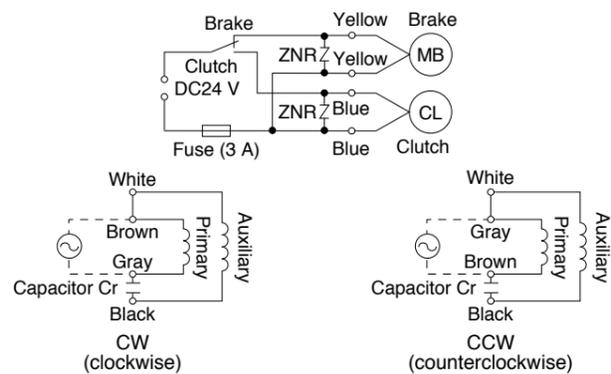 Yellow
Brake
Brake
ZNR
Yellow
MB
Clutch
DC24 V
ZNR
Blue
CL
Fuse (3 A)
Blue
Clutch
White
Brown
Primary
Auxiliary
Gray
Capacitor Cr
Black
CW
(clockwise)
White
Gray
Primary
Auxiliary
Brown
Capacitor Cr
Black
CCW
(counterclockwise)